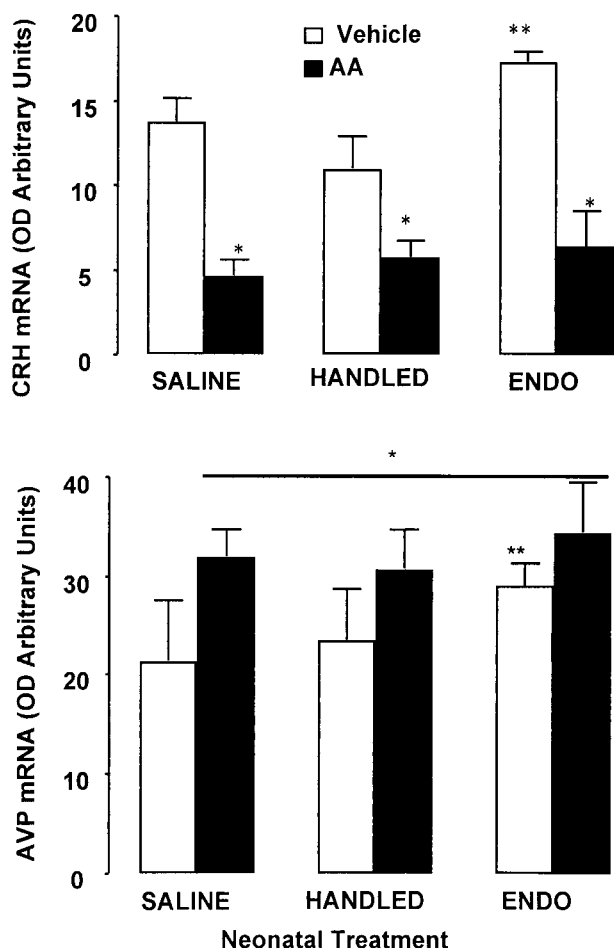 CRH mRNA (OD Arbitrary Units)
20
15
10
5
0
Vehicle
AA
**
*
*
*
SALINE HANDLED ENDO
AVP mRNA (OD Arbitrary Units)
40
30
20
10
0
*
**
SALINE HANDLED ENDO
Neonatal Treatment